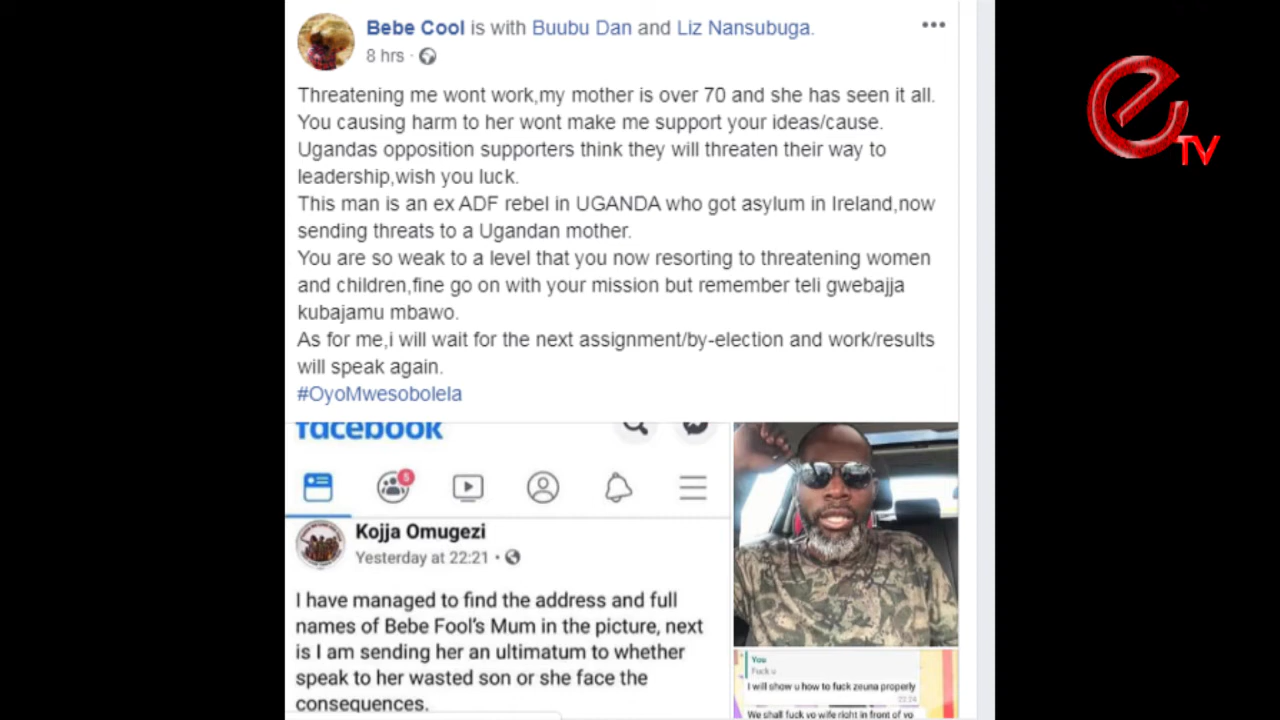 Bebe Cool is with Buubu Dan and Liz Nansubuga.
8 hrs ·
Threatening me wont work,my mother is over 70 and she has seen it all.
You causing harm to her wont make me support your ideas/cause.
Ugandas opposition supporters think they will threaten their way to
leadership,wish you luck.
This man is an ex ADF rebel in UGANDA who got asylum in Ireland,now
sending threats to a Ugandan mother.
You are so weak to a level that you now resorting to threatening women
and children,fine go on with your mission but remember teli gwebajja
kubajamu mbawo.
As for me,i will wait for the next assignment/by-election and work/results
will speak again.
#OyoMwesobolela
e TV
facebook
6
Kojja Omugezi
Yesterday at 22:21 ·
I have managed to find the address and full
names of Bebe Fool's Mum in the picture, next
is I am sending her an ultimatum to whether
speak to her wasted son or she face the
consequences.
You
Fuck u
I will show u how to fuck zeuna properly
22:24
We shall fuck yo wife right in front of yo